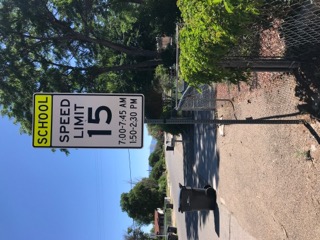 SCHOOL
SPEED
LIMIT
15
7:00-7:45 AM
1:50-2:30 PM